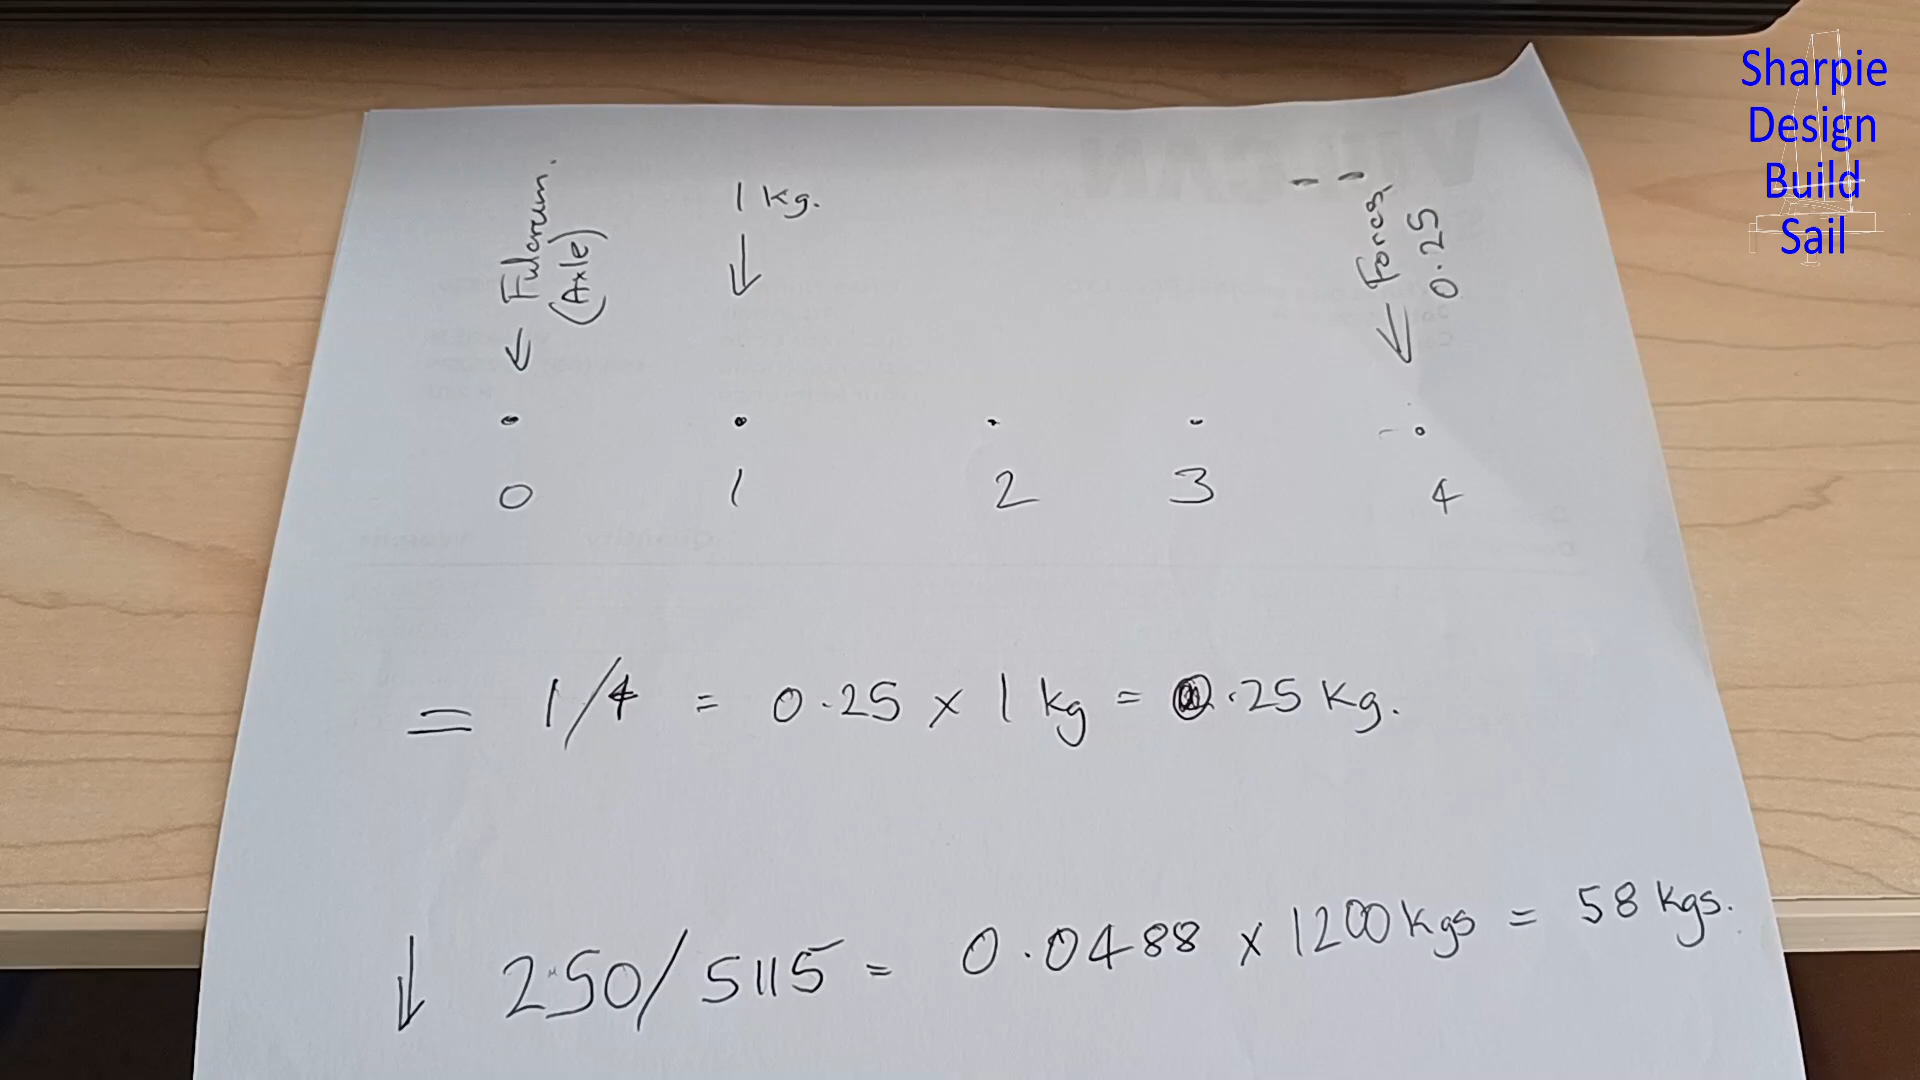 Fulcrum.
(Axle)
1 kg.
Force
0.25
0 1 2 3 4
= 1/4 = 0.25 x 1 kg = 0.25 kg.
250/5115 = 0.0488 x 1200 kgs = 58 kgs.
Sharpie
Design
Build
Sail